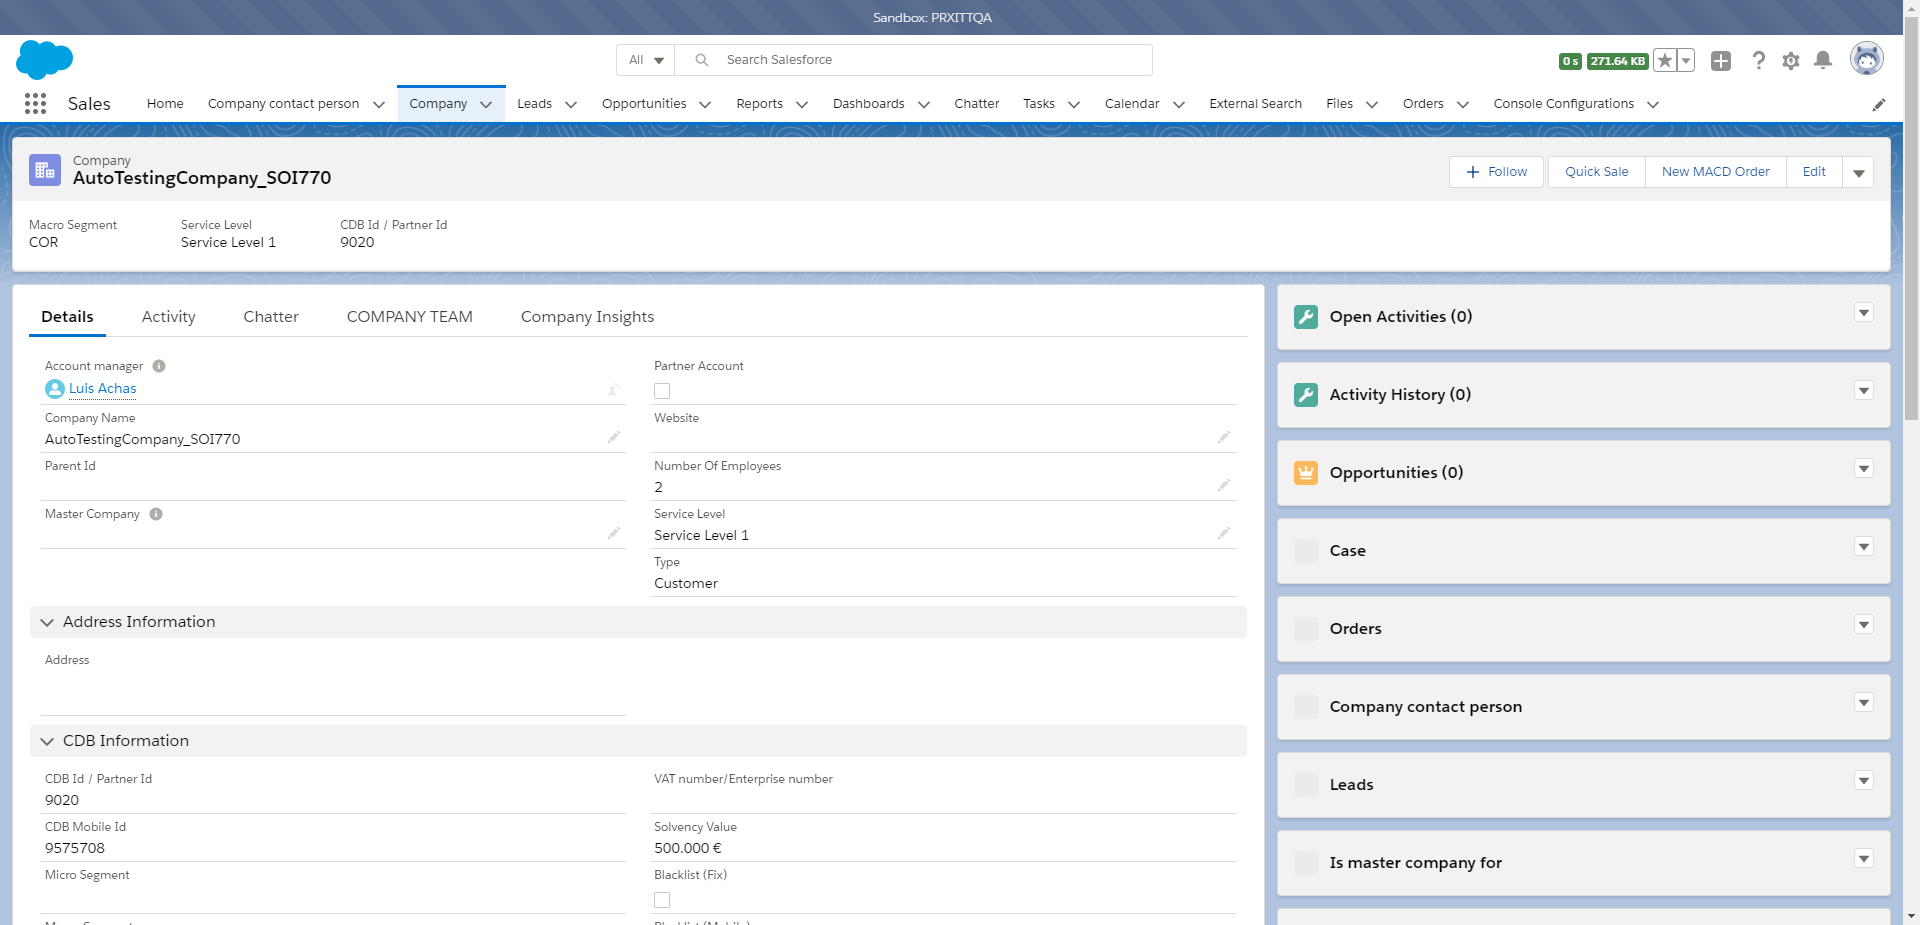 Sandbox: PRXITTQA
All
Search Salesforce
0 s
271.64 KB
Sales
Home
Company contact person
Company
Leads
Opportunities
Reports
Dashboards
Chatter
Tasks
Calendar
External Search
Files
Orders
Console Configurations
Company
AutoTestingCompany_SOI770
Follow
Quick Sale
New MACD Order
Edit
Macro Segment
COR
Service Level
Service Level 1
CDB Id / Partner Id
9020
Details
Activity
Chatter
COMPANY TEAM
Company Insights
Account manager
Luis Achas
Company Name
AutoTestingCompany_SOI770
Parent Id
Master Company
Partner Account
Website
Number Of Employees
2
Service Level
Service Level 1
Type
Customer
Address Information
Address
CDB Information
CDB Id / Partner Id
9020
CDB Mobile Id
9575708
Micro Segment
VAT number/Enterprise number
Solvency Value
500.000 €
Blacklist (Fix)
Open Activities (0)
Activity History (0)
Opportunities (0)
Case
Orders
Company contact person
Leads
Is master company for